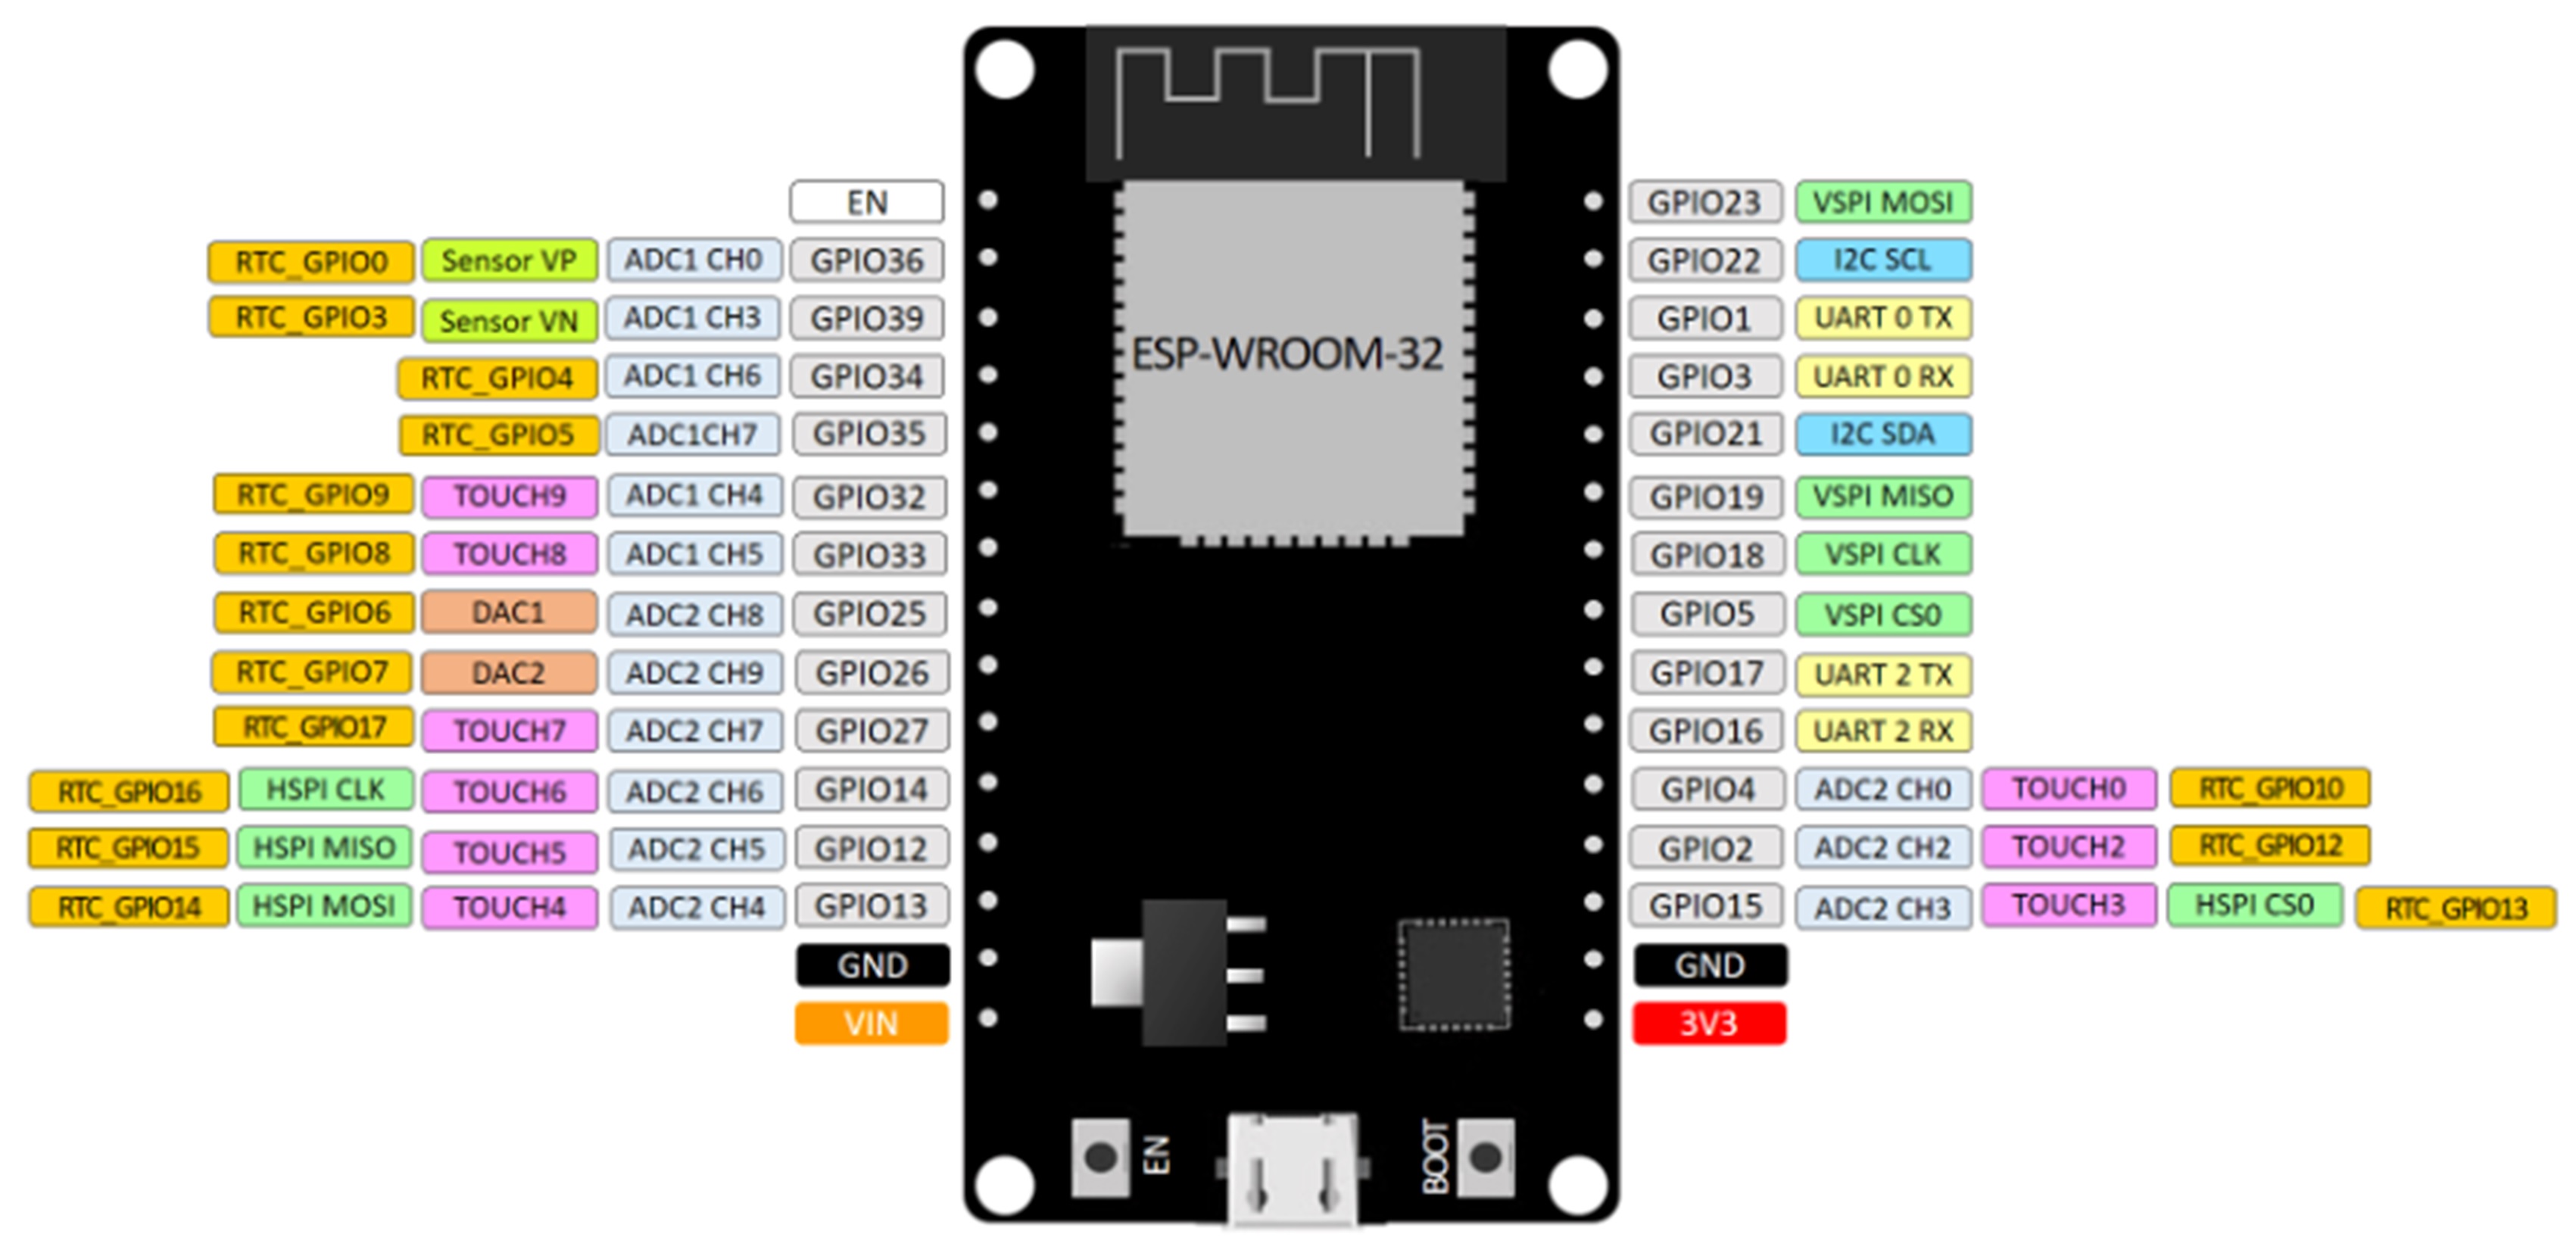 EN GPIO23 VSPI MOSI
RTC_GPIO0 Sensor VP ADC1 CH0 GPIO36 GPIO22 I2C SCL
RTC_GPIO3 Sensor VN ADC1 CH3 GPIO39 GPIO1 UART 0 TX
ESP-WROOM-32
RTC_GPIO4 ADC1 CH6 GPIO34 GPIO3 UART 0 RX
RTC_GPIO5 ADC1CH7 GPIO35 GPIO21 I2C SDA
RTC_GPIO9 TOUCH9 ADC1 CH4 GPIO32 GPIO19 VSPI MISO
RTC_GPIO8 TOUCH8 ADC1 CH5 GPIO33 GPIO18 VSPI CLK
RTC_GPIO6 DAC1 ADC2 CH8 GPIO25 GPIO5 VSPI CS0
RTC_GPIO7 DAC2 ADC2 CH9 GPIO26 GPIO17 UART 2 TX
RTC_GPIO17 TOUCH7 ADC2 CH7 GPIO27 GPIO16 UART 2 RX
RTC_GPIO16 HSPI CLK TOUCH6 ADC2 CH6 GPIO14 GPIO4 ADC2 CH0 TOUCH0 RTC_GPIO10
RTC_GPIO15 HSPI MISO TOUCH5 ADC2 CH5 GPIO12 GPIO2 ADC2 CH2 TOUCH2 RTC_GPIO12
RTC_GPIO14 HSPI MOSI TOUCH4 ADC2 CH4 GPIO13 GPIO15 ADC2 CH3 TOUCH3 HSPI CS0 RTC_GPIO13
GND GND
VIN 3V3
EN BOOT